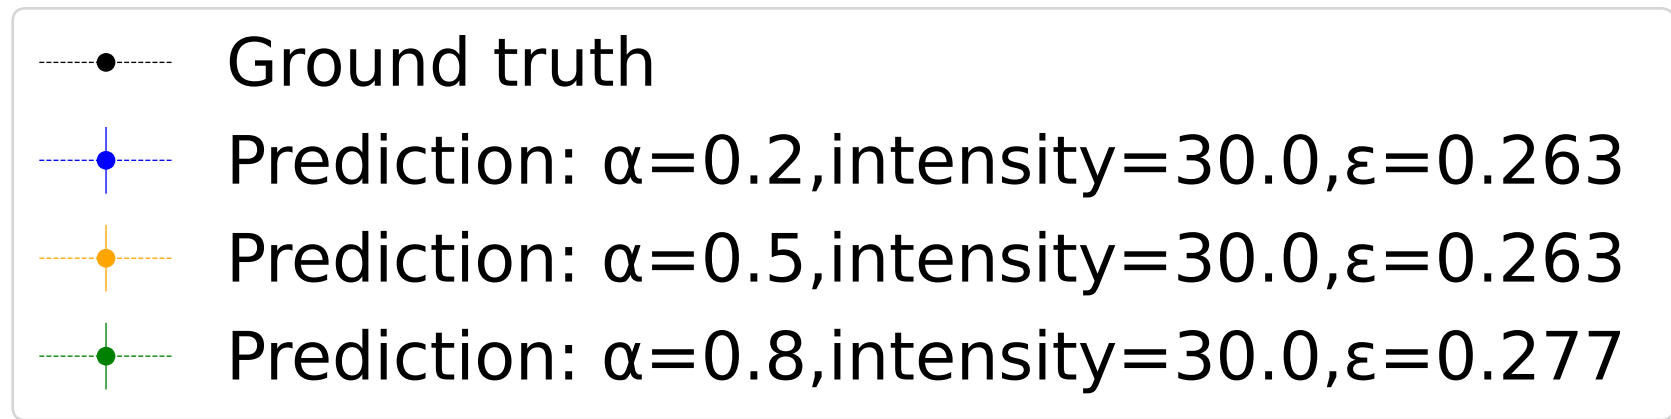 Ground truth
Prediction: α=0.2,intensity=30.0,ε=0.263
Prediction: α=0.5,intensity=30.0,ε=0.263
Prediction: α=0.8,intensity=30.0,ε=0.277